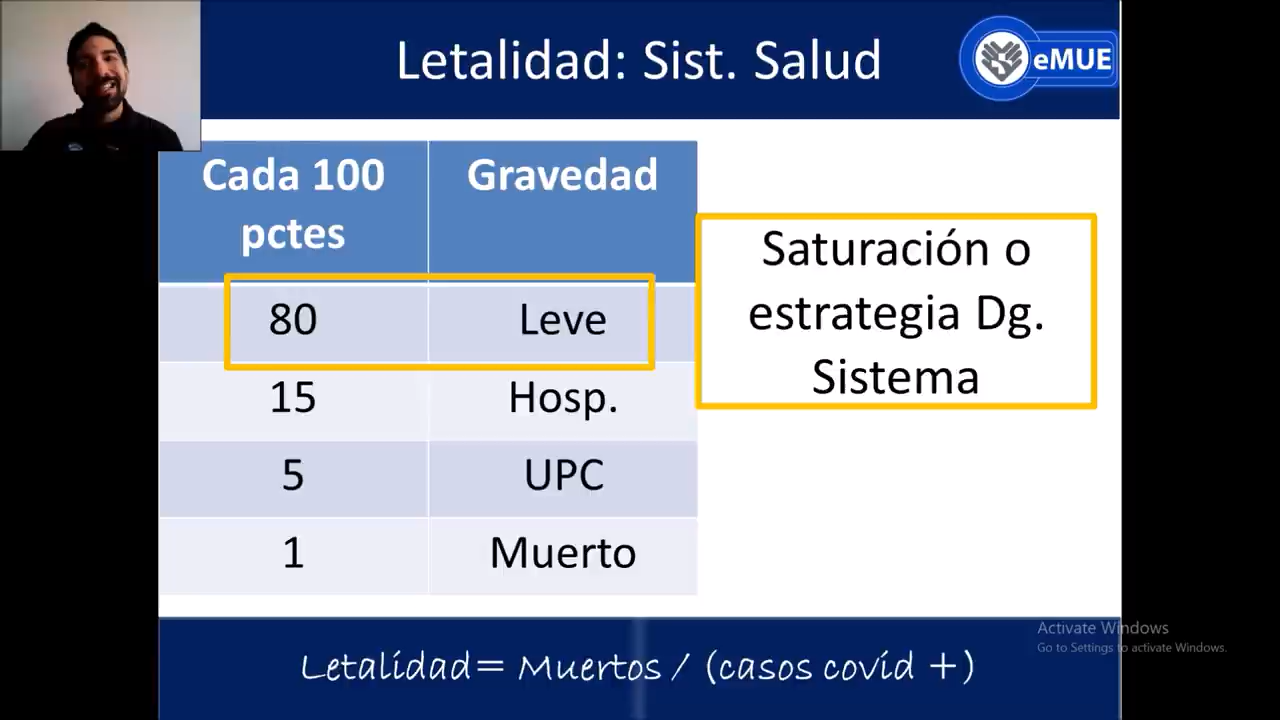 Letalidad: Sist. Salud
eMUE
Cada 100
pctes
Gravedad
80
Leve
15
Hosp.
5
UPC
1
Muerto
Saturación o
estrategia Dg.
Sistema
Letalidad= Muertos / (casos covid +)
Activate Windows
Go to Settings to activate Windows.